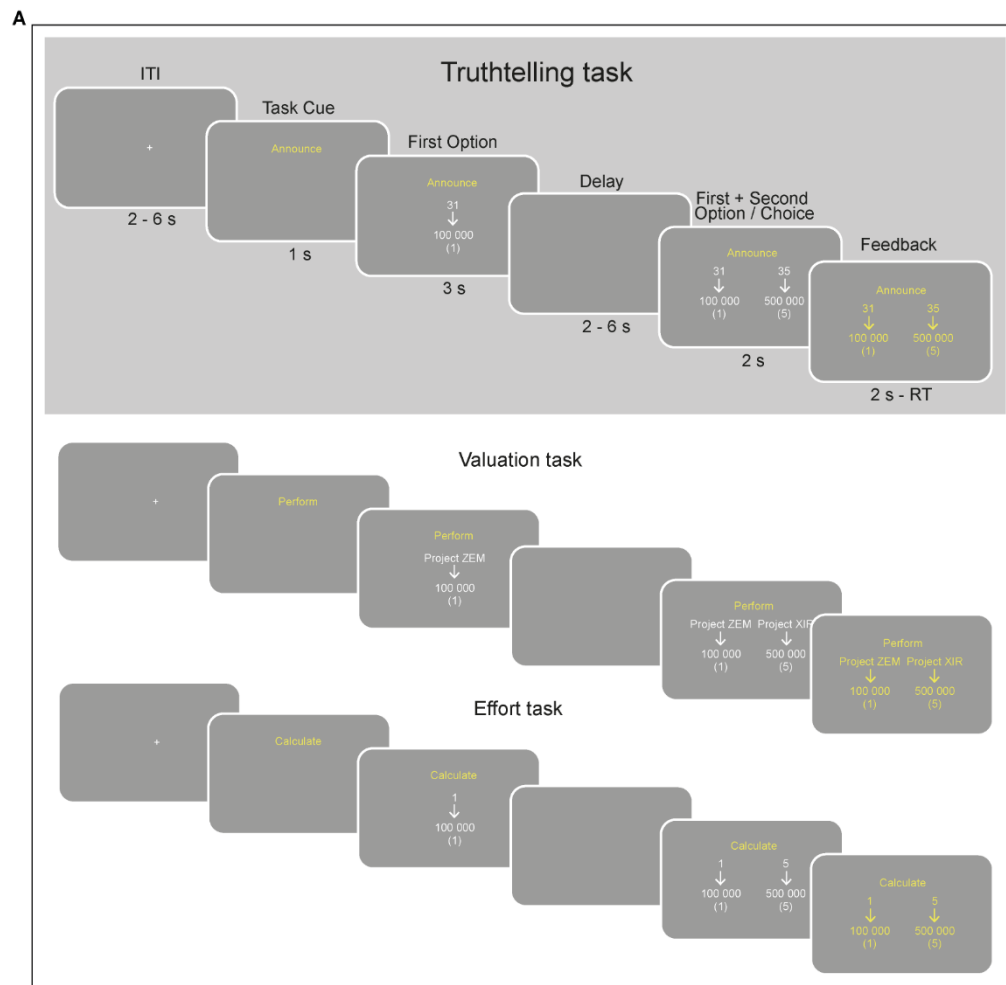 A
Truthtelling task
ITI
+
2 - 6 s
Task Cue
Announce
1 s
First Option
Announce
31
100 000
(1)
3 s
Delay
2 - 6 s
First + Second
Option / Choice
Announce
31 35
100 000 500 000
(1) (5)
2 s
Feedback
Announce
31 35
100 000 500 000
(1) (5)
2 s - RT
Valuation task
+
Perform
Perform
Project ZEM
100 000
(1)
Perform
Project ZEM Project XIR
100 000 500 000
(1) (5)
Perform
Project ZEM Project XIR
100 000 500 000
(1) (5)
Effort task
+
Calculate
Calculate
1
100 000
(1)
Calculate
1 5
100 000 500 000
(1) (5)
Calculate
1 5
100 000 500 000
(1) (5)